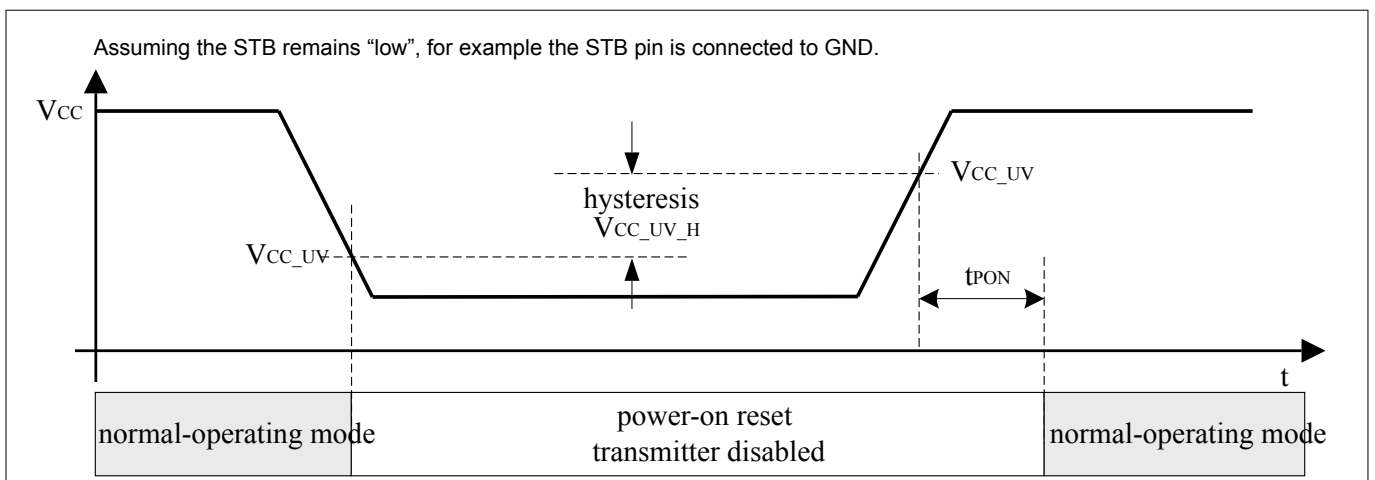 Assuming the STB remains “low”, for example the STB pin is connected to GND.
VCC
VCC_UV
hysteresis
VCC_UV_H
VCC_UV
tPON
t
normal-operating mode
power-on reset
transmitter disabled
normal-operating mode